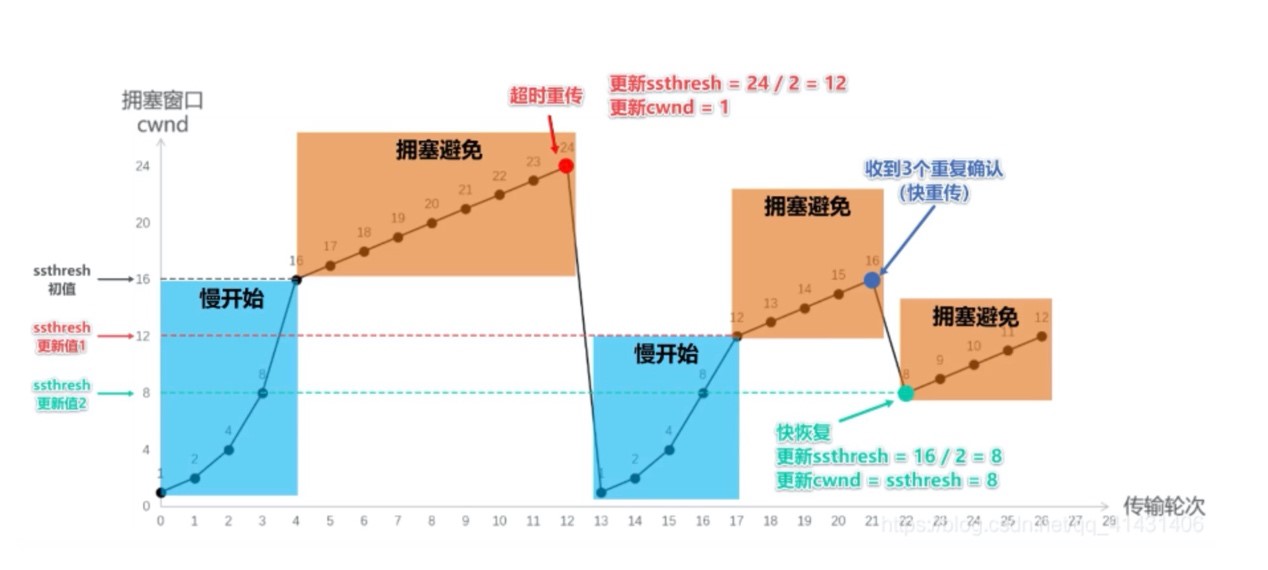 更新ssthresh = 24 / 2 = 12
超时重传
更新cwnd = 1
拥塞窗口
cwnd
拥塞避免
24
24
23
22
21
20
20
19
18
17
16
收到3个重复确认
(快重传)
拥塞避免
16
15
14
13
12
ssthresh
初值
16
慢开始
ssthresh
更新值1
12
慢开始
拥塞避免
12
11
10
9
8
ssthresh
更新值2
8
8
8
4
4
4
2
2
1
1
0
快恢复
更新ssthresh = 16 / 2 = 8
更新cwnd = ssthresh = 8
0 1 2 3 4 5 6 7 8 9 10 11 12 13 14 15 16 17 18 19 20 21 22 23 24 25 26 27 28
传输轮次
https://blog.csdn.net/qq_41431406